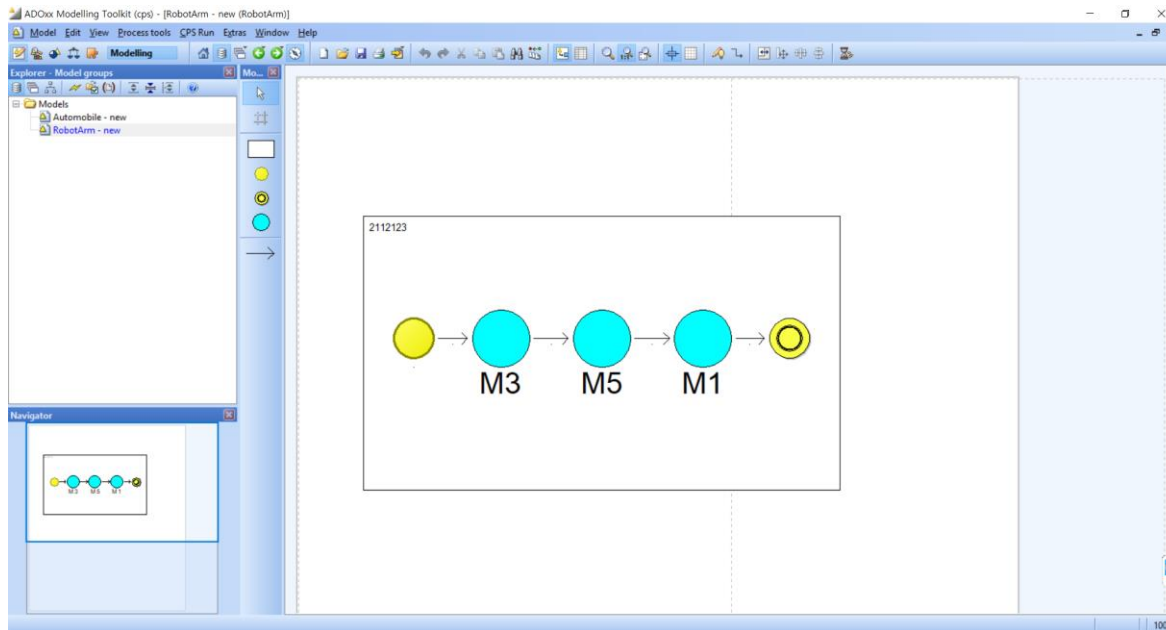 ADOxx Modelling Toolkit (cps) - [RobotArm - new (RobotArm)]
Model Edit View Process tools CPS Run Extras Window Help
Modelling
Explorer - Model groups
Mo...
Models
Automobile - new
RobotArm - new
2112123
M3 M5 M1
Navigator
M3 M5 M1
100